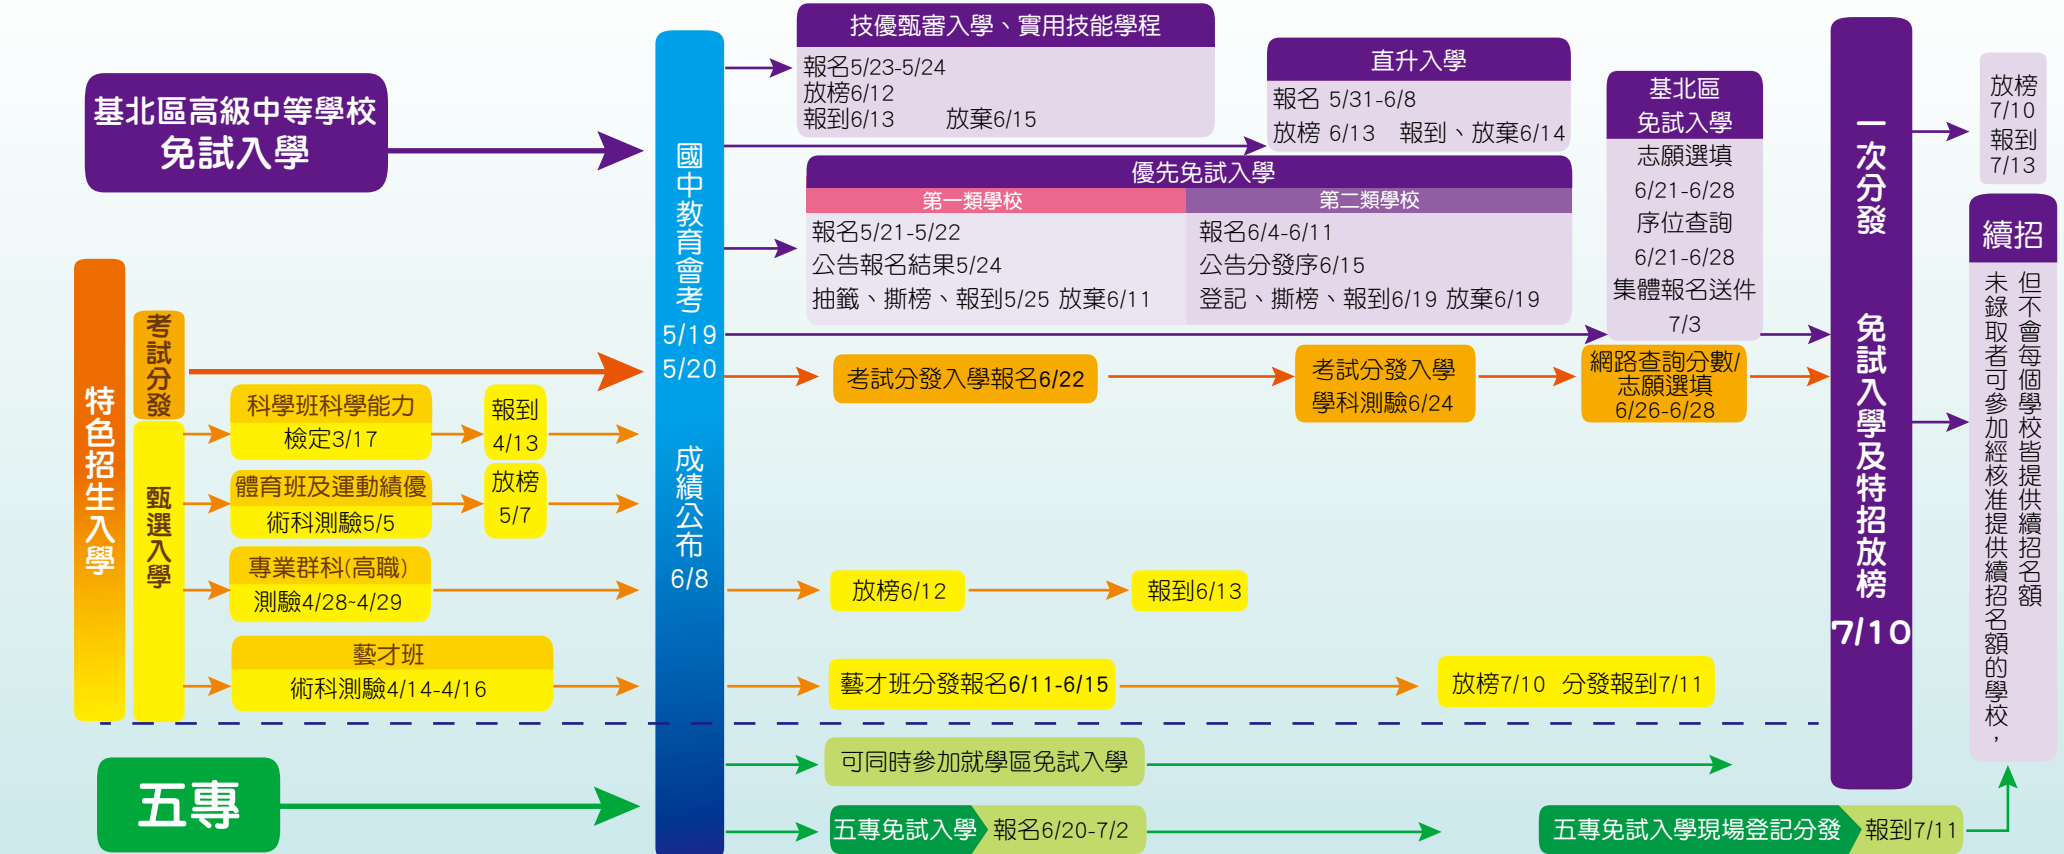 基北區高級中等學校
免試入學
特色招生入學
考試分發
甄選入學
科學班科學能力
檢定3/17
報到
4/13
體育班及運動績優
術科測驗5/5
放榜
5/7
專業群科(高職)
測驗4/28~4/29
藝才班
術科測驗4/14-4/16
五專
國中教育會考
5/19
5/20
成績公布
6/8
技優甄審入學、實用技能學程
報名5/23-5/24
放榜6/12
報到6/13 放棄6/15
直升入學
報名 5/31-6/8
放榜 6/13 報到、放棄6/14
優先免試入學
第一類學校
報名5/21-5/22
公告報名結果5/24
抽籤、撕榜、報到5/25 放棄6/11
第二類學校
報名6/4-6/11
公告分發序6/15
登記、撕榜、報到6/19 放棄6/19
基北區
免試入學
志願選填
6/21-6/28
序位查詢
6/21-6/28
集體報名送件
7/3
考試分發入學報名6/22
考試分發入學
學科測驗6/24
網路查詢分數/
志願選填
6/26-6/28
放榜6/12
報到6/13
藝才班分發報名6/11-6/15
放榜7/10 分發報到7/11
可同時參加就學區免試入學
五專免試入學
報名6/20-7/2
五專免試入學現場登記分發
報到7/11
一次分發
免試入學及特招放榜
7/10
放榜
7/10
報到
7/13
續招
未錄取者可參加經核准提供續招名額的學校，
但不會每個學校皆提供續招名額